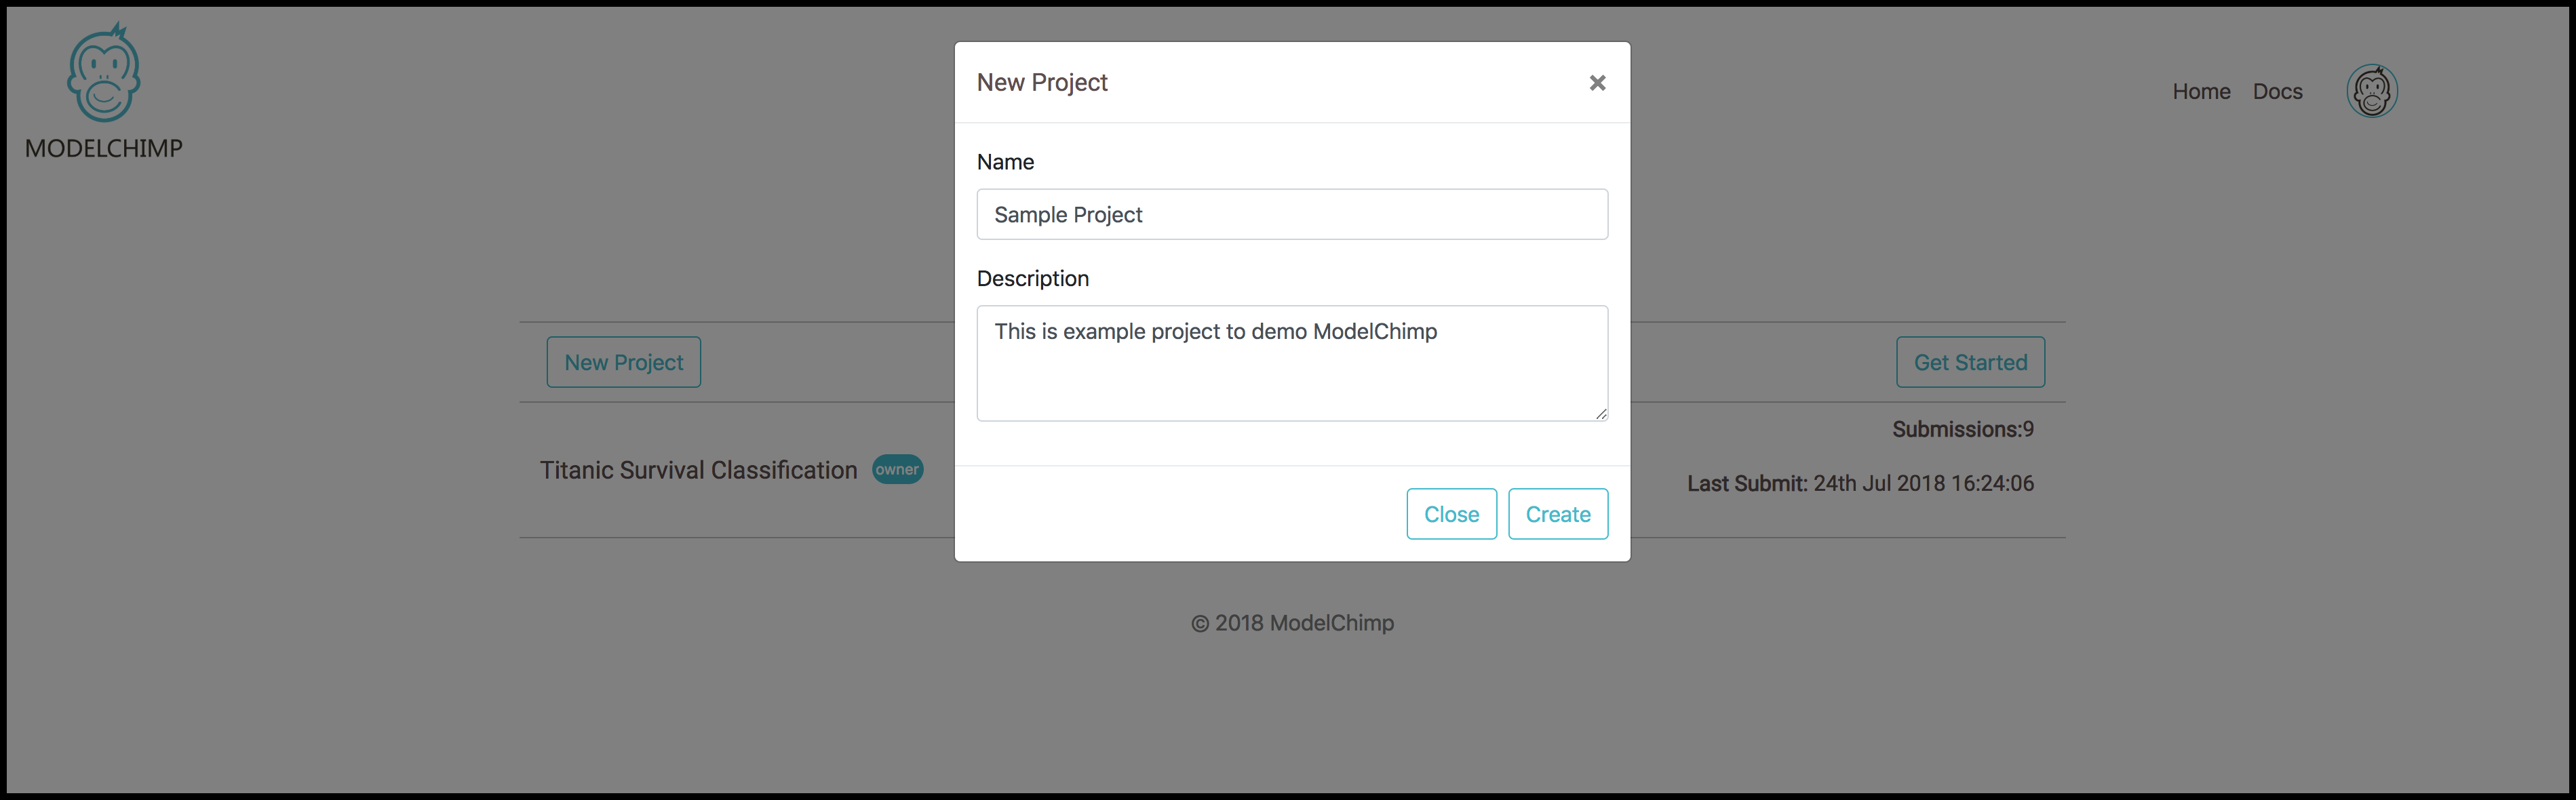 MODELCHIMP
Home Docs
New Project ×
Name
Sample Project
Description
This is example project to demo ModelChimp
Close Create
New Project
Get Started
Titanic Survival Classification owner
Submissions:9
Last Submit: 24th Jul 2018 16:24:06
© 2018 ModelChimp